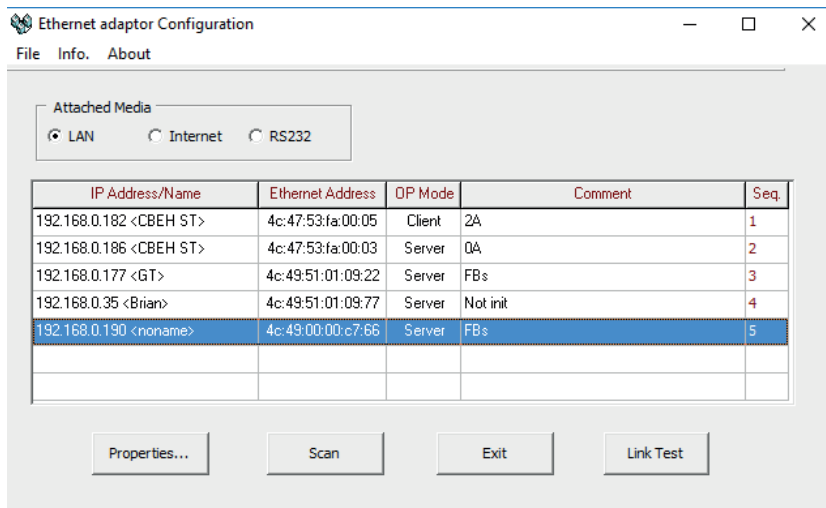 Ethernet adaptor Configuration
File Info. About
Attached Media
LAN Internet RS232
IP Address/Name Ethernet Address OP Mode Comment Seq.
192.168.0.182 <CBEH ST> 4c:47:53:fa:00:05 Client 2A 1
192.168.0.186 <CBEH ST> 4c:47:53:fa:00:03 Server 0A 2
192.168.0.177 <GT> 4c:49:51:01:09:22 Server FBs 3
192.168.0.35 <Brian> 4c:49:51:01:09:77 Server Not init 4
192.168.0.190 <noname> 4c:49:00:00:c7:66 Server FBs 5
Properties... Scan Exit Link Test